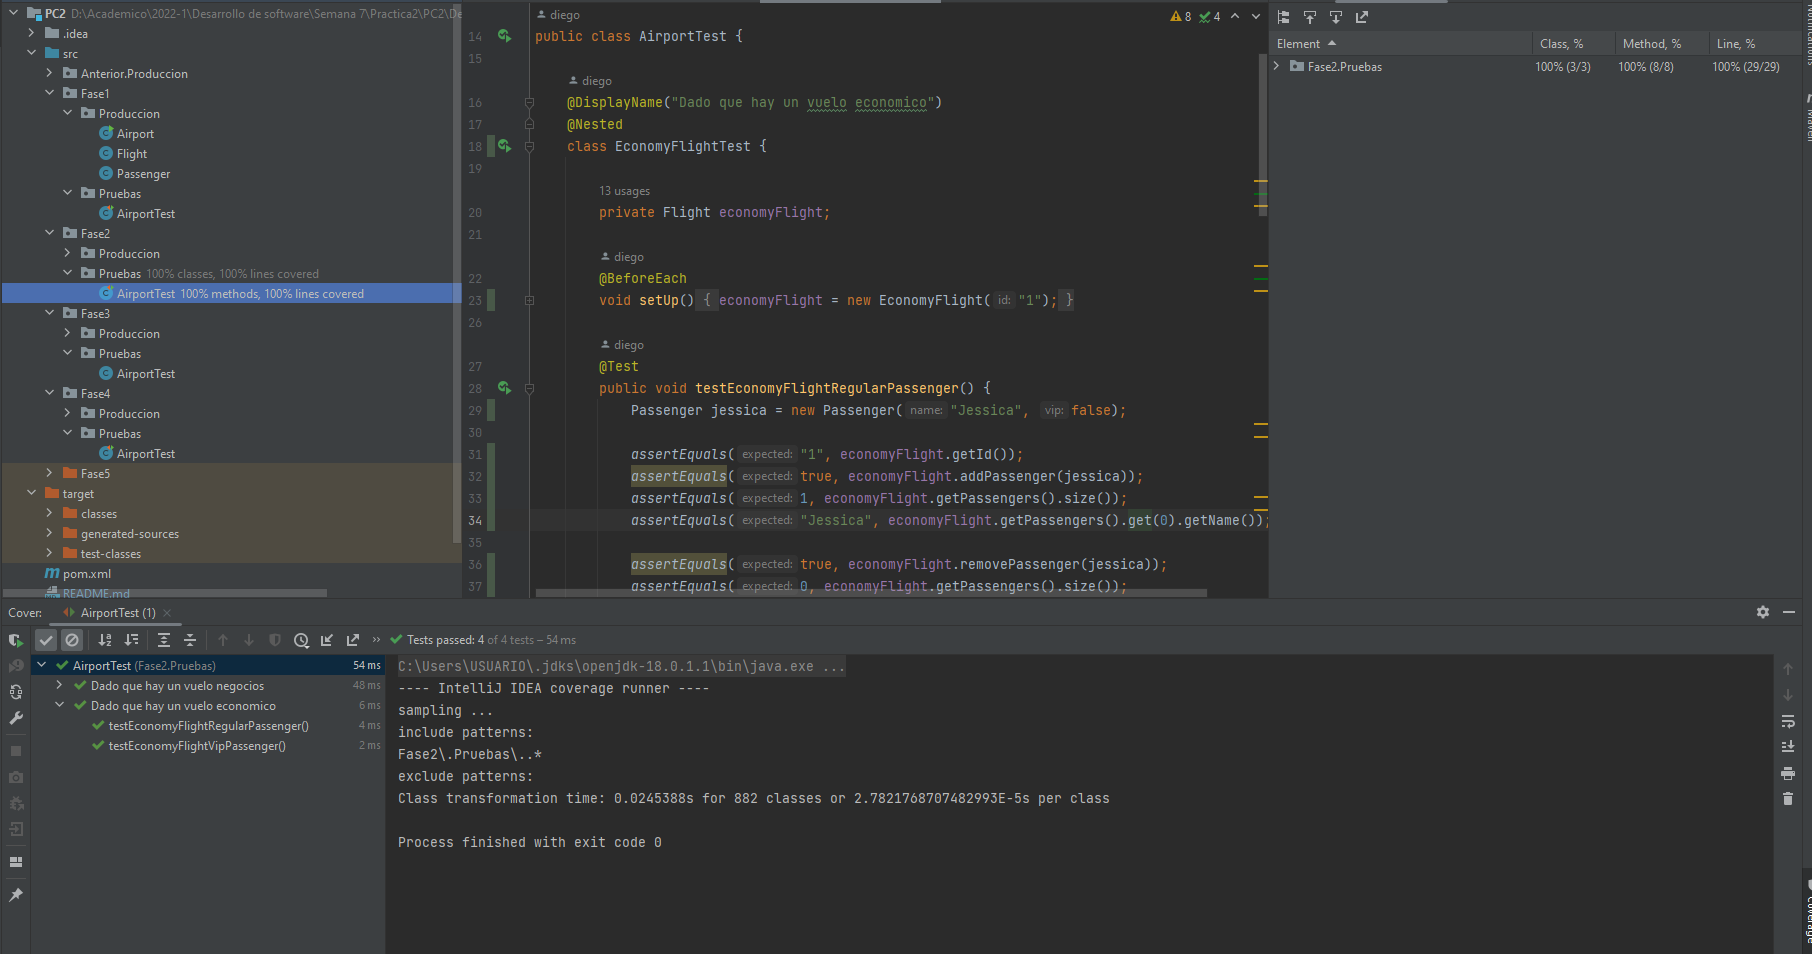 PC2 D:\Academico\2022-1\Desarrollo de software\Semana 7\Practica2\PC2\De
.idea
src
Anterior.Produccion
Fase1
Produccion
Airport
Flight
Passenger
Pruebas
AirportTest
Fase2
Produccion
Pruebas 100% classes, 100% lines covered
AirportTest 100% methods, 100% lines covered
Fase3
Produccion
Pruebas
AirportTest
Fase4
Produccion
Pruebas
AirportTest
Fase5
target
classes
generated-sources
test-classes
pom.xml
README.md
diego
8 4
14 public class AirportTest {
15
diego
16 @DisplayName("Dado que hay un vuelo economico")
17 @Nested
18 class EconomyFlightTest {
19
13 usages
20 private Flight economyFlight;
21
diego
22 @BeforeEach
23 void setUp() { economyFlight = new EconomyFlight( id: "1"); }
26
diego
27 @Test
28 public void testEconomyFlightRegularPassenger() {
29 Passenger jessica = new Passenger( name: "Jessica", vip: false);
30
31 assertEquals( expected: "1", economyFlight.getId());
32 assertEquals( expected: true, economyFlight.addPassenger(jessica));
33 assertEquals( expected: 1, economyFlight.getPassengers().size());
34 assertEquals( expected: "Jessica", economyFlight.getPassengers().get(0).getName());
35
36 assertEquals( expected: true, economyFlight.removePassenger(jessica));
37 assertEquals( expected: 0, economyFlight.getPassengers().size());
Element Class, % Method, % Line, %
Fase2.Pruebas 100% (3/3) 100% (8/8) 100% (29/29)
Maven
Cover: AirportTest (1)
Tests passed: 4 of 4 tests – 54 ms
AirportTest (Fase2.Pruebas) 54 ms
Dado que hay un vuelo negocios 48 ms
Dado que hay un vuelo economico 6 ms
testEconomyFlightRegularPassenger() 4 ms
testEconomyFlightVipPassenger() 2 ms
C:\Users\USUARIO\.jdks\openjdk-18.0.1.1\bin\java.exe ...
---- IntelliJ IDEA coverage runner ----
sampling ...
include patterns:
Fase2\.Pruebas\..*
exclude patterns:
Class transformation time: 0.0245388s for 882 classes or 2.7821768707482993E-5s per class
Process finished with exit code 0
Coverage